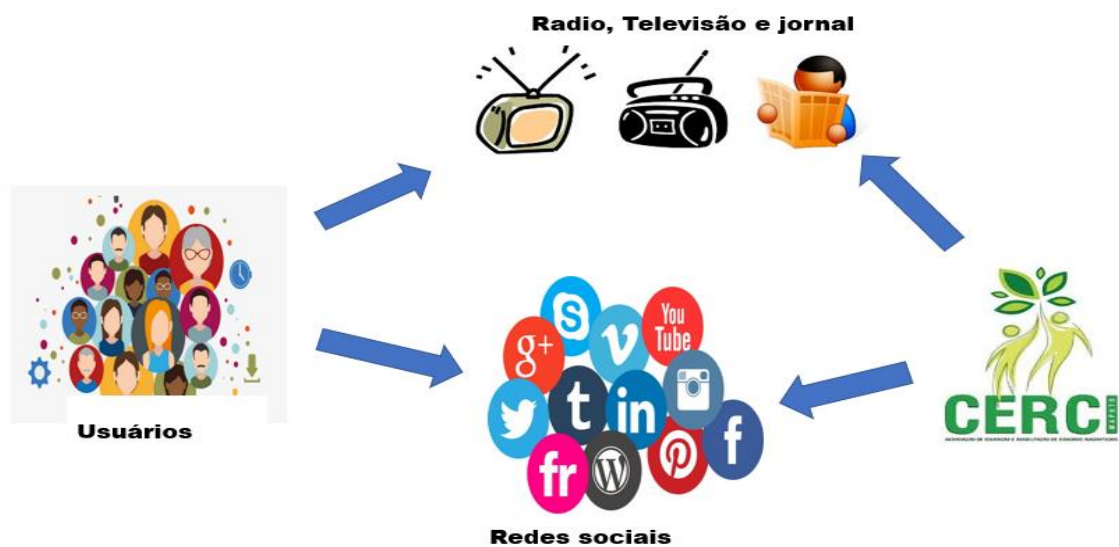 Radio, Televisão e jornal
You
Tube
g+
t
in
f
fr
W
Usuários
CERCI
Redes sociais